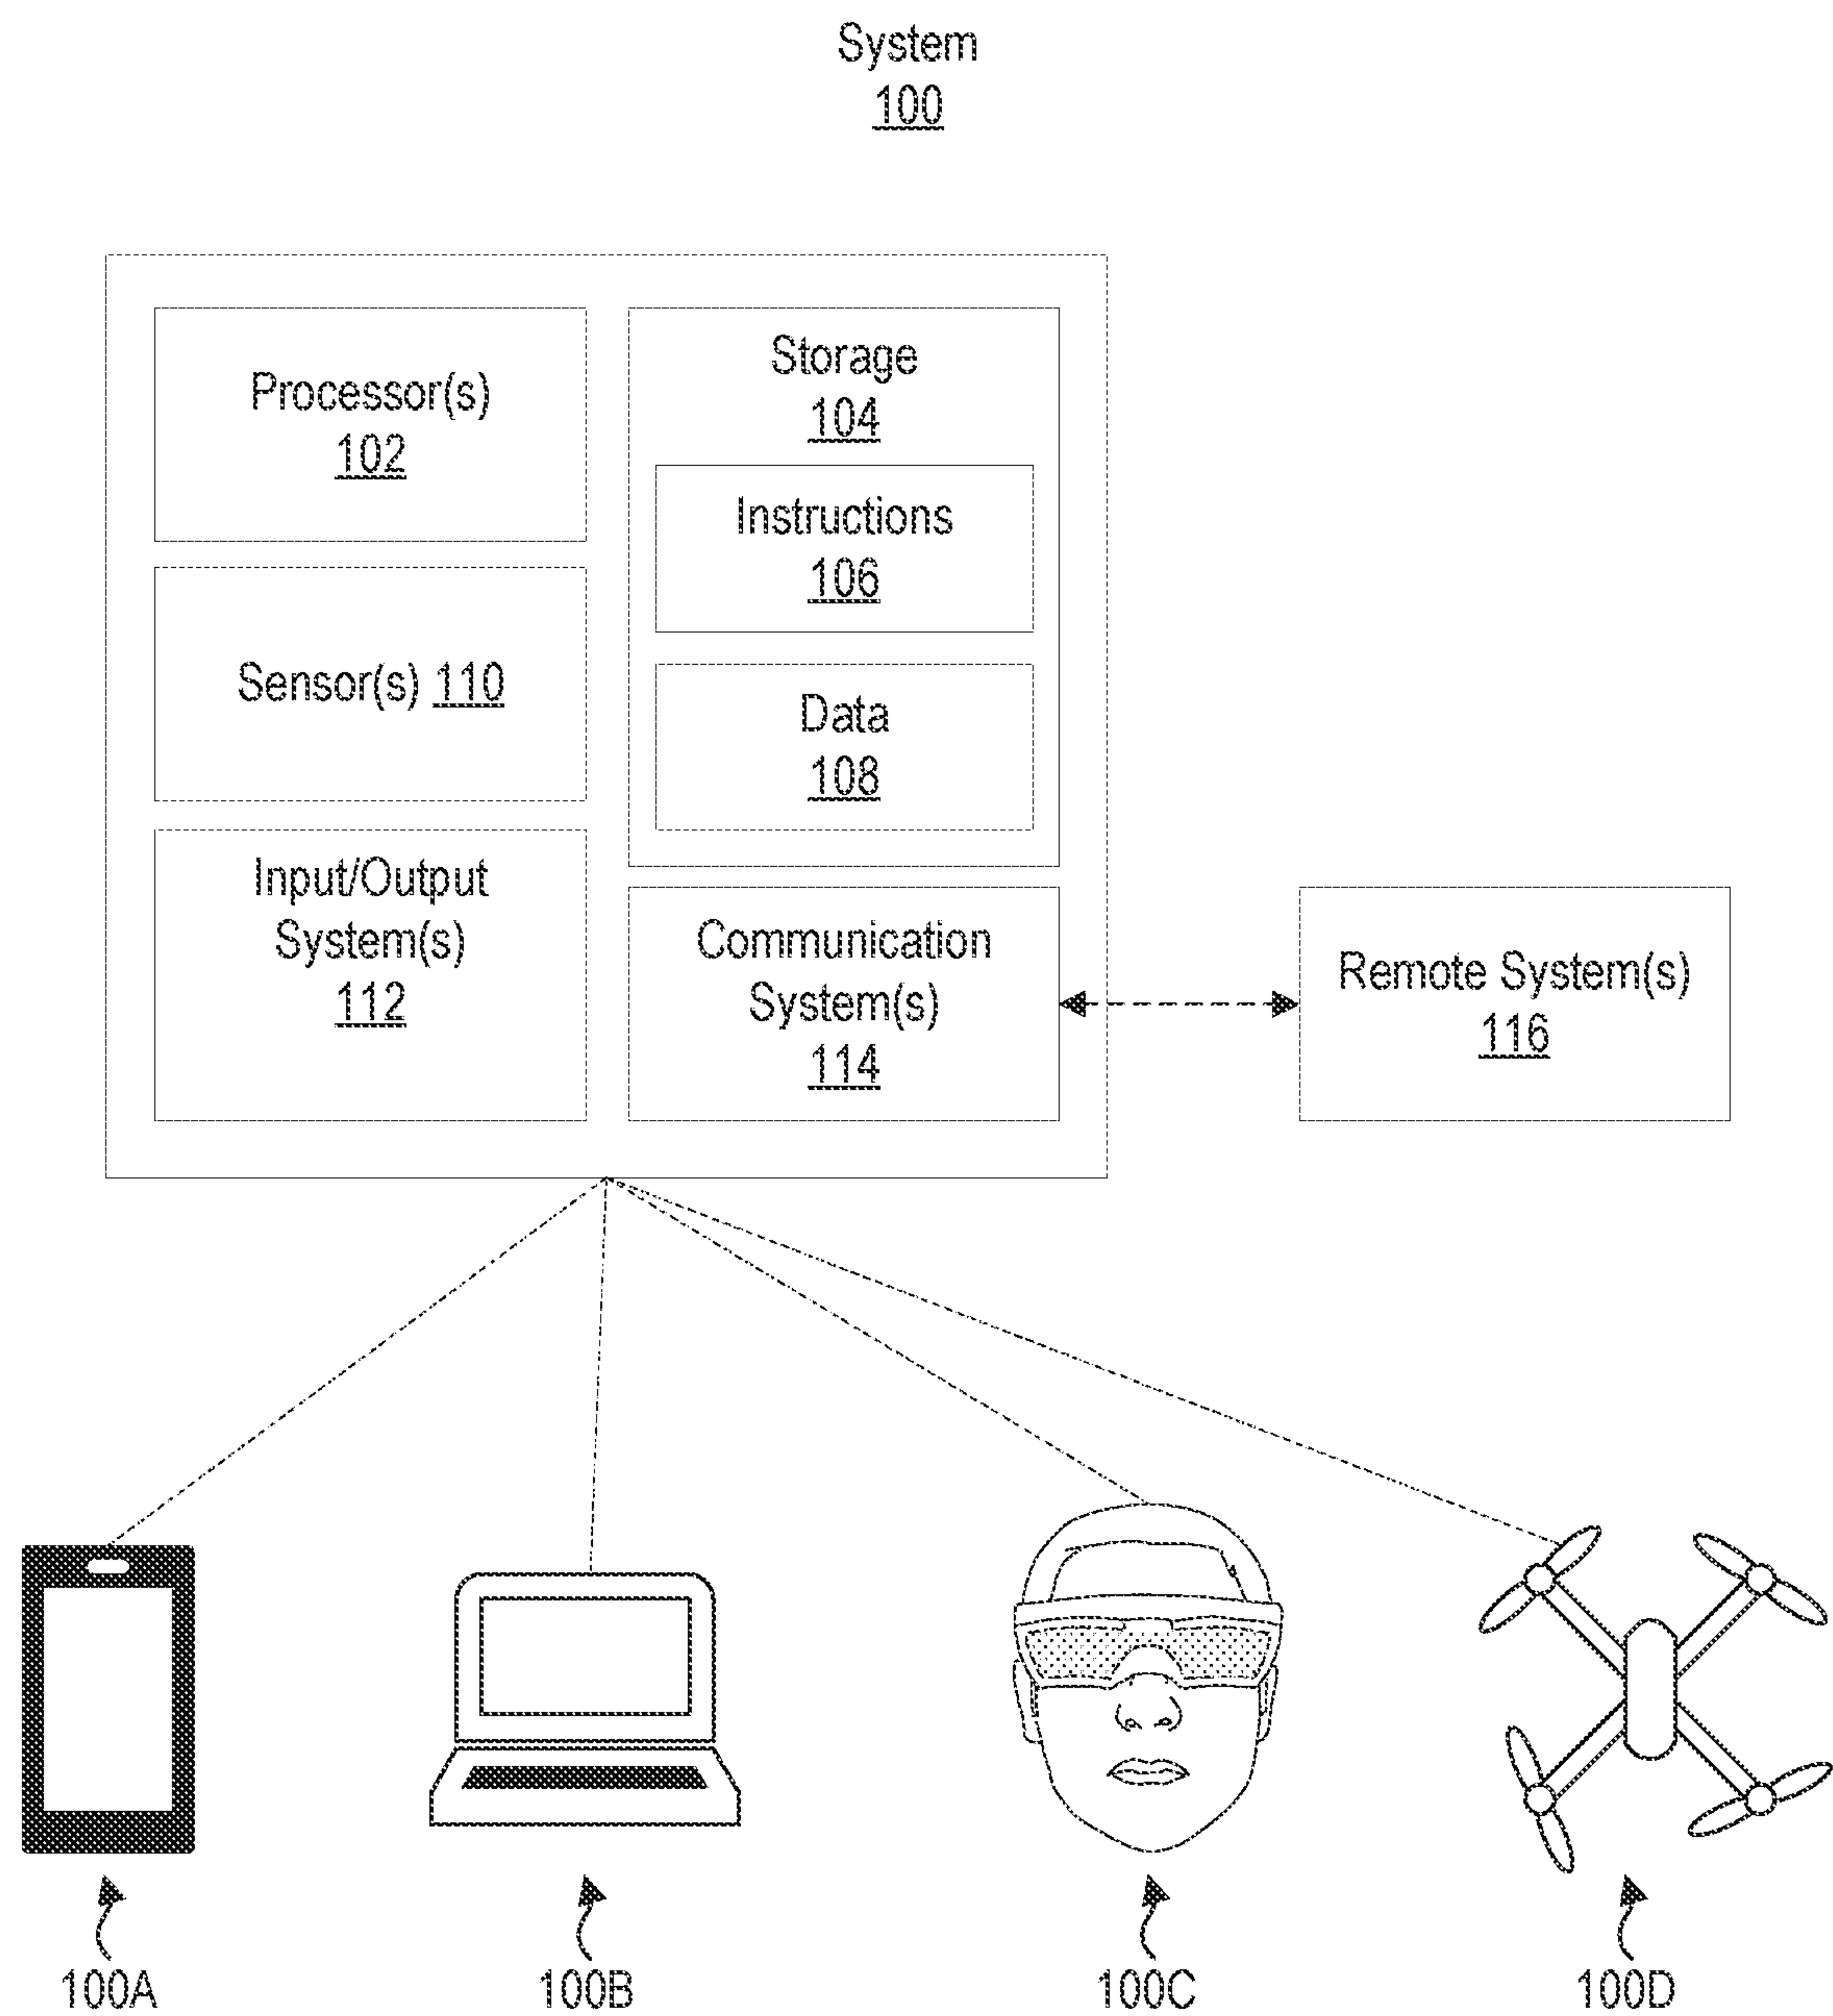 System
100
Processor(s)
102
Storage
104
Instructions
106
Sensor(s) 110
Data
108
Input/Output
System(s)
112
Communication
System(s)
114
Remote System(s)
116
100A
100B
100C
100D